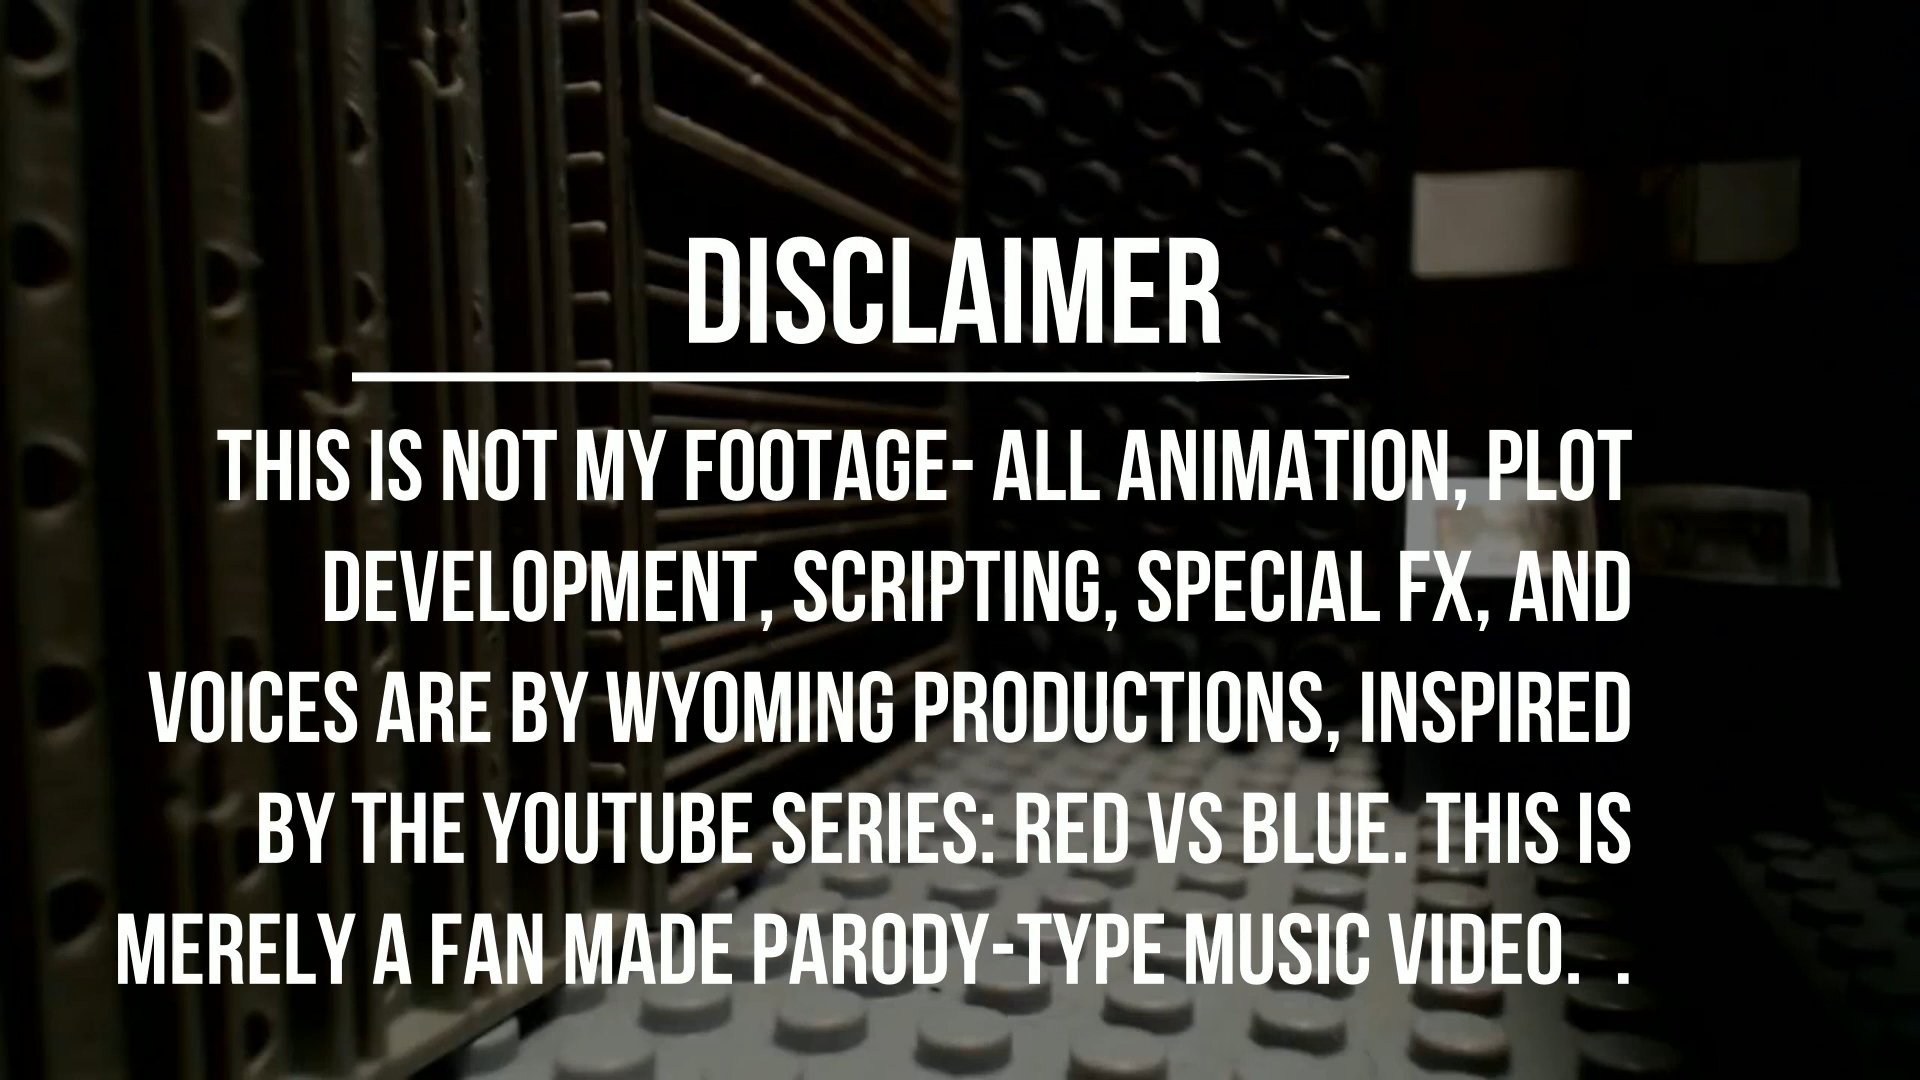 DISCLAIMER
THIS IS NOT MY FOOTAGE- ALL ANIMATION, PLOT
DEVELOPMENT, SCRIPTING, SPECIAL FX, AND
VOICES ARE BY WYOMING PRODUCTIONS, INSPIRED
BY THE YOUTUBE SERIES: RED VS BLUE. THIS IS
MERELY A FAN MADE PARODY-TYPE MUSIC VIDEO.  .